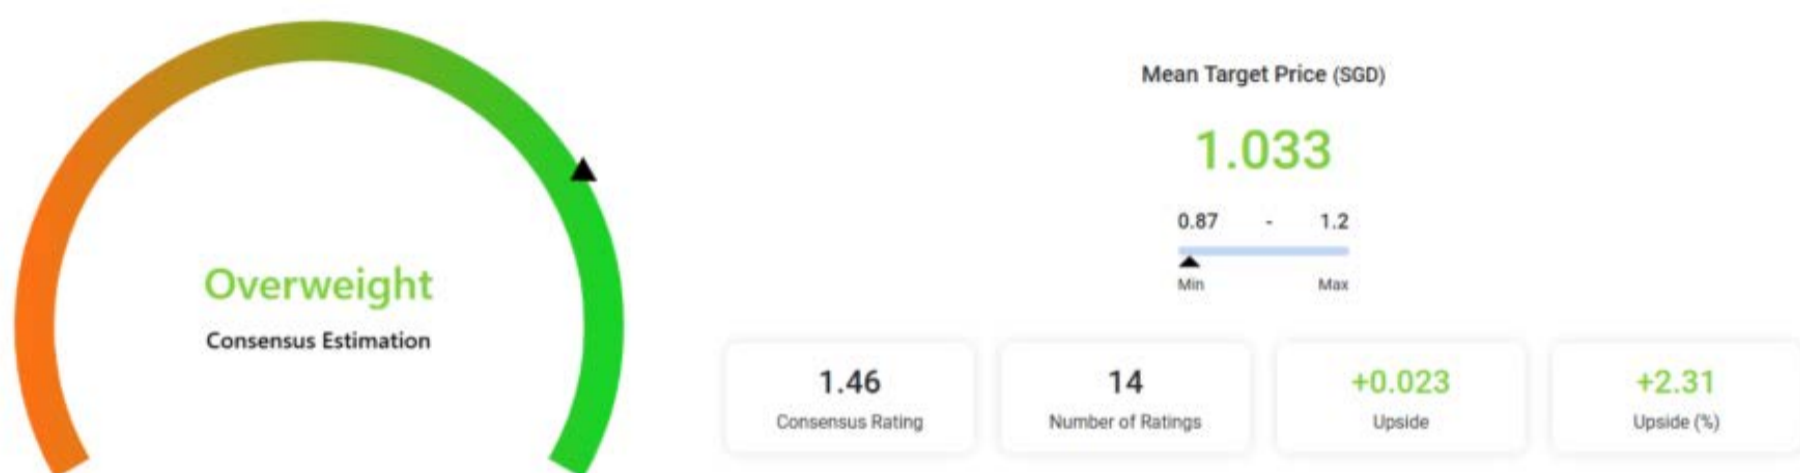 Overweight
Consensus Estimation
Mean Target Price (SGD)
1.033
0.87 - 1.2
Min Max
1.46
Consensus Rating
14
Number of Ratings
+0.023
Upside
+2.31
Upside (%)